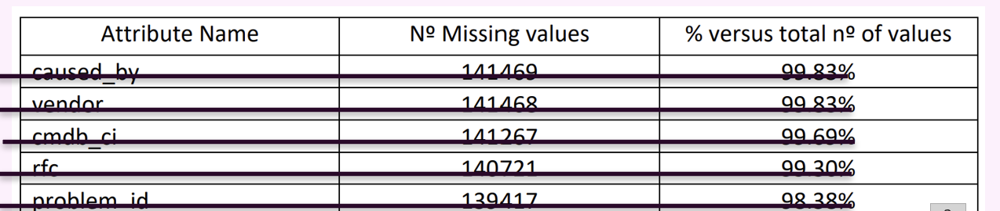 Attribute Name Nº Missing values % versus total nº of values
caused_by 141469 99.83%
vendor 141468 99.83%
cmdb_ci 141267 99.69%
rfc 140721 99.30%
problem_id 139417 98.38%